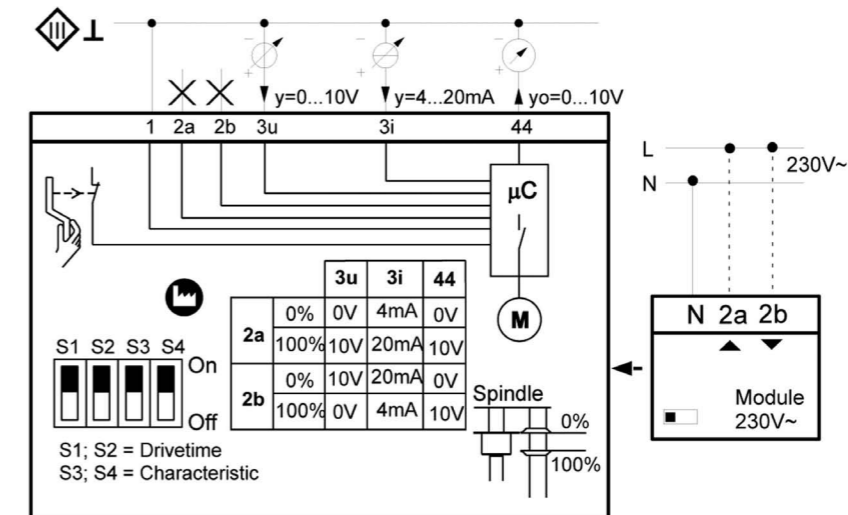 ⊥
y=0...10V y=4...20mA yo=0...10V
1 2a 2b 3u 3i 44
L
230V~
N
µC
3u 3i 44
2a 0% 0V 4mA 0V
100% 10V 20mA 10V
2b 0% 10V 20mA 0V
100% 0V 4mA 10V
M
N 2a 2b
S1 S2 S3 S4
On
Off
Spindle
0%
100%
Module
230V~
S1; S2 = Drivetime
S3; S4 = Characteristic